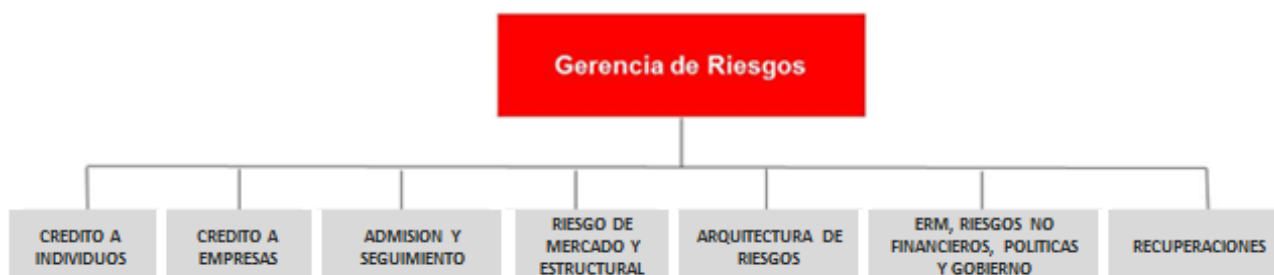 Gerencia de Riesgos
CREDITO A
INDIVIDUOS
CREDITO A
EMPRESAS
ADMISION Y
SEGUIMIENTO
RIESGO DE
MERCADO Y
ESTRUCTURAL
ARQUITECTURA DE
RIESGOS
ERM, RIESGOS NO
FINANCIEROS, POLITICAS
Y GOBIERNO
RECUPERACIONES